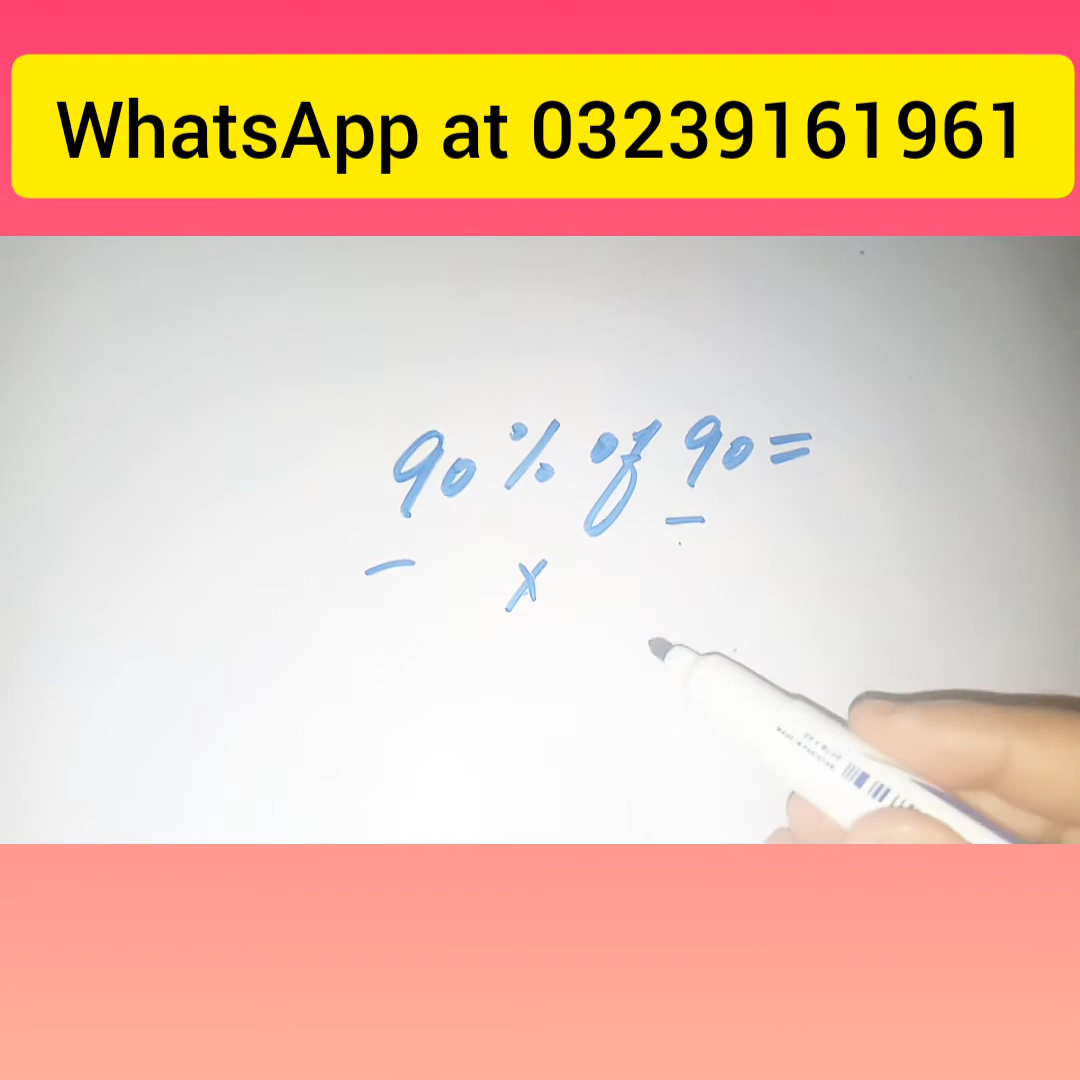 WhatsApp at 03239161961
90% of 90=
– x –